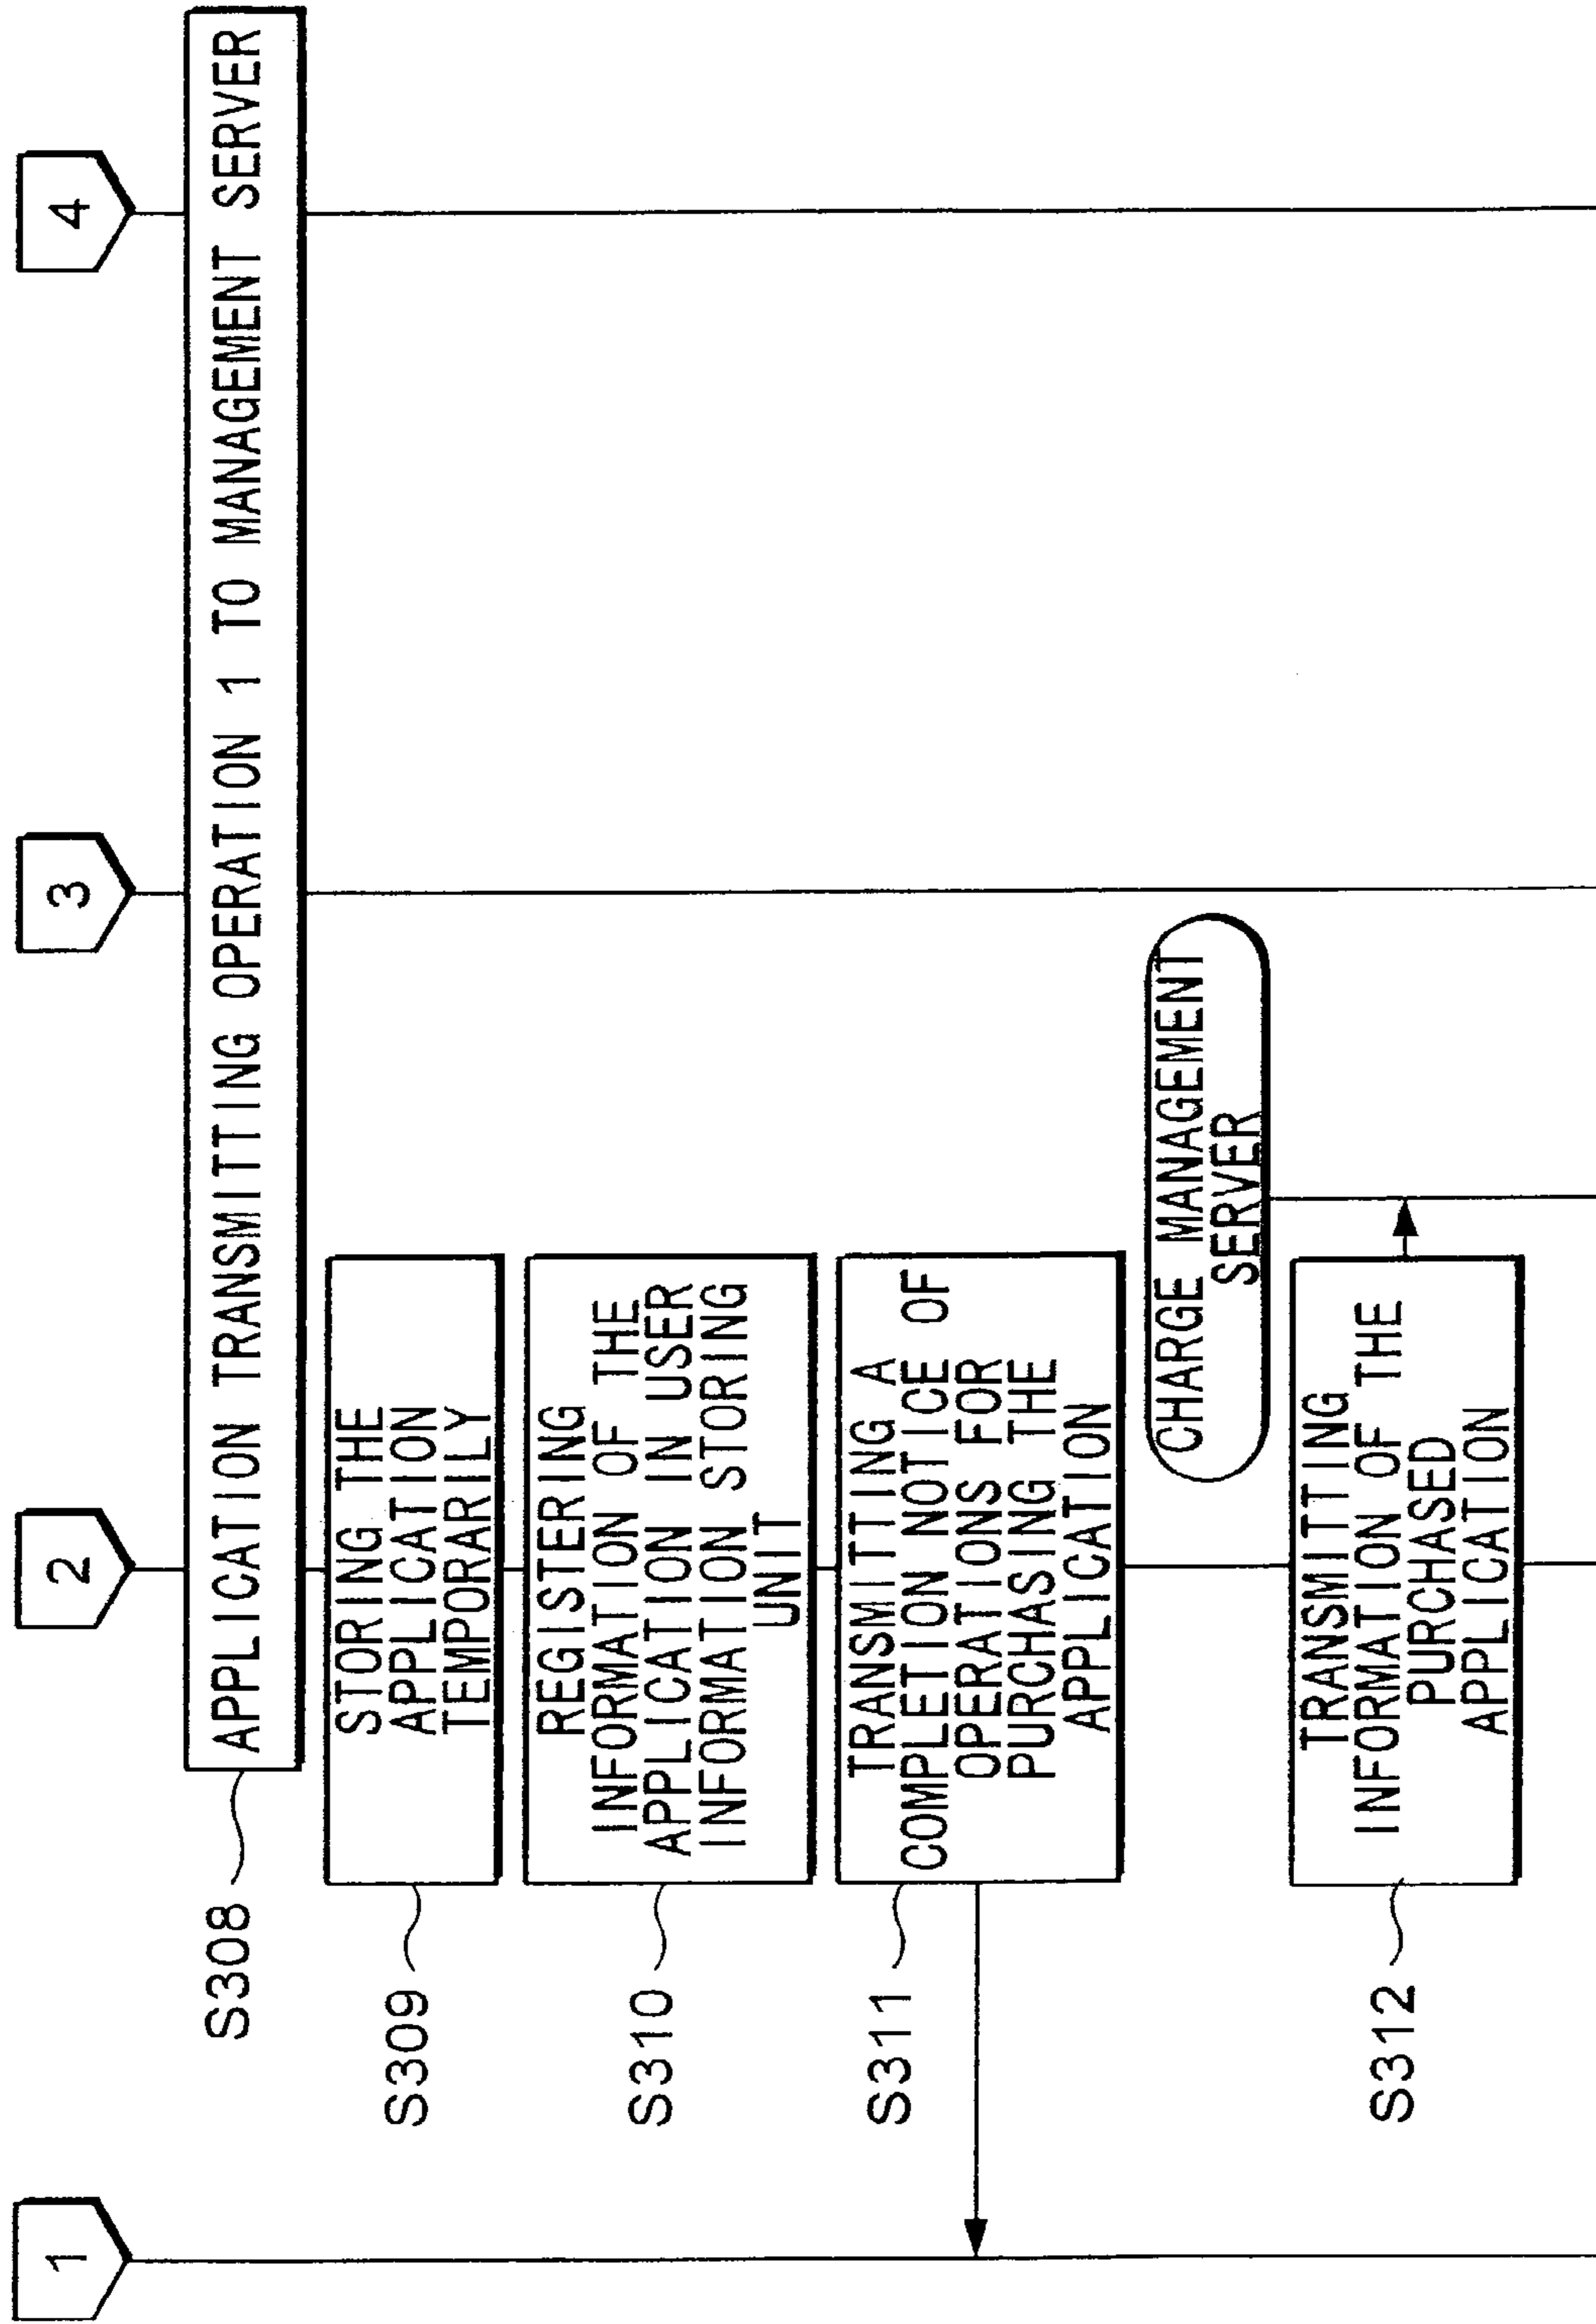 1
2
3
4
S308
APPLICATION TRANSMITTING OPERATION 1 TO MANAGEMENT SERVER
S309
STORING THE
APPLICATION
TEMPORARILY
S310
REGISTERING
INFORMATION OF THE
APPLICATION IN USER
INFORMATION STORING
UNIT
S311
TRANSMITTING A
COMPLETION NOTICE OF
OPERATIONS FOR
PURCHASING THE
APPLICATION
CHARGE MANAGEMENT
SERVER
S312
TRANSMITTING
INFORMATION OF THE
PURCHASED
APPLICATION